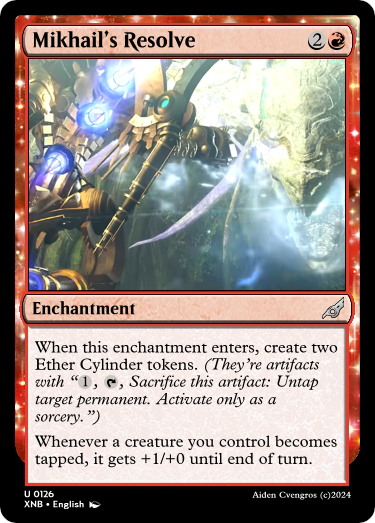 Mikhail's Resolve 2
Enchantment
When this enchantment enters, create two
Ether Cylinder tokens. (They're artifacts
with “1, , Sacrifice this artifact: Untap
target permanent. Activate only as a
sorcery.”)
Whenever a creature you control becomes
tapped, it gets +1/+0 until end of turn.
U 0126
XNB • English Aiden Cvengros (c)2024